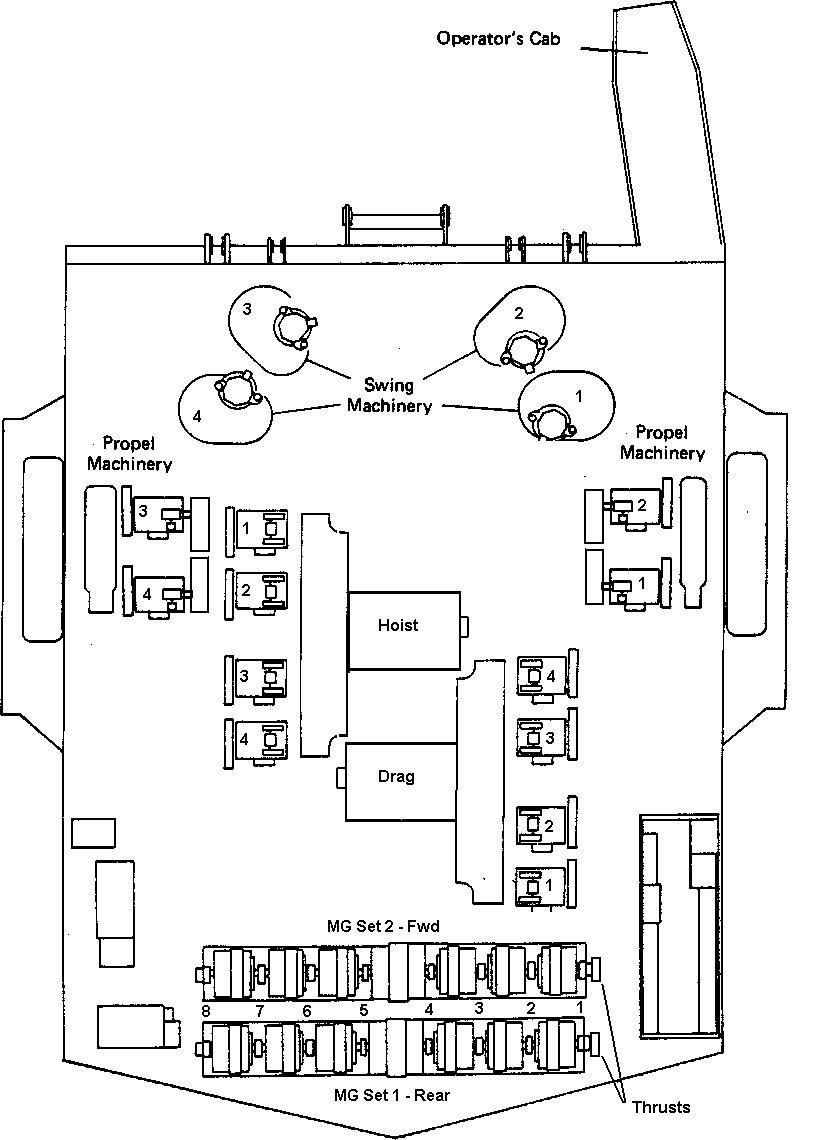 Operator's Cab
3
2
Swing
Machinery
4
1
Propel
Machinery
Propel
Machinery
3
1
2
4
2
1
Hoist
3
4
4
3
Drag
2
1
MG Set 2 - Fwd
8 7 6 5 4 3 2 1
MG Set 1 - Rear
Thrusts